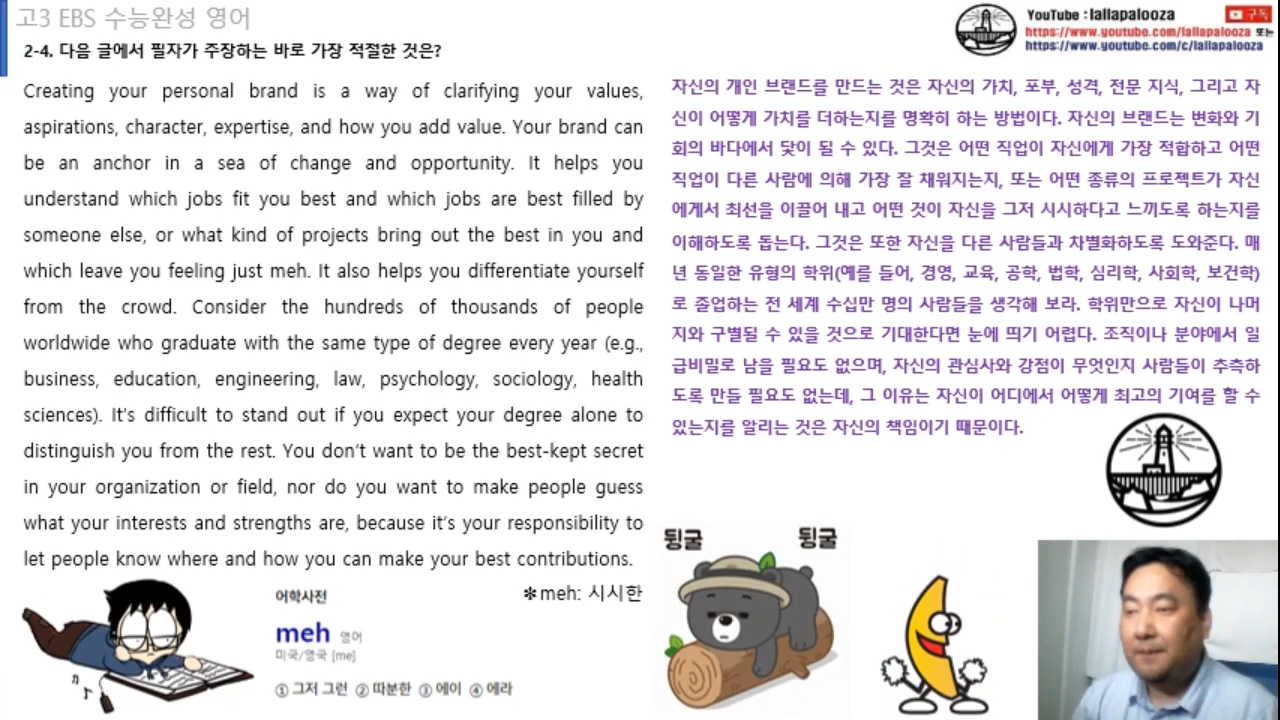 고3 EBS 수능완성 영어
2-4. 다음 글에서 필자가 주장하는 바로 가장 적절한 것은?
Creating your personal brand is a way of clarifying your values,
aspirations, character, expertise, and how you add value. Your brand can
be an anchor in a sea of change and opportunity. It helps you
understand which jobs fit you best and which jobs are best filled by
someone else, or what kind of projects bring out the best in you and
which leave you feeling just meh. It also helps you differentiate yourself
from the crowd. Consider the hundreds of thousands of people
worldwide who graduate with the same type of degree every year (e.g.,
business, education, engineering, law, psychology, sociology, health
sciences). It's difficult to stand out if you expect your degree alone to
distinguish you from the rest. You don’t want to be the best-kept secret
in your organization or field, nor do you want to make people guess
what your interests and strengths are, because it’s your responsibility to
let people know where and how you can make your best contributions.
✻meh: 시시한
어학사전
meh 영어
미국/영국 [me]
① 그저 그런 ② 따분한 ③ 에이 ④ 에라
YouTube : lallapalooza
구독
https://www.youtube.com/lallapalooza 또는
https://www.youtube.com/c/lallapalooza
자신의 개인 브랜드를 만드는 것은 자신의 가치, 포부, 성격, 전문 지식, 그리고 자
신이 어떻게 가치를 더하는지를 명확히 하는 방법이다. 자신의 브랜드는 변화와 기
회의 바다에서 닻이 될 수 있다. 그것은 어떤 직업이 자신에게 가장 적합하고 어떤
직업이 다른 사람에 의해 가장 잘 채워지는지, 또는 어떤 종류의 프로젝트가 자신
에게서 최선을 이끌어 내고 어떤 것이 자신을 그저 시시하다고 느끼도록 하는지를
이해하도록 돕는다. 그것은 또한 자신을 다른 사람들과 차별화하도록 도와준다. 매
년 동일한 유형의 학위(예를 들어, 경영, 교육, 공학, 법학, 심리학, 사회학, 보건학)
로 졸업하는 전 세계 수십만 명의 사람들을 생각해 보라. 학위만으로 자신이 나머
지와 구별될 수 있을 것으로 기대한다면 눈에 띄기 어렵다. 조직이나 분야에서 일
급비밀로 남을 필요도 없으며, 자신의 관심사와 강점이 무엇인지 사람들이 추측하
도록 만들 필요도 없는데, 그 이유는 자신이 어디에서 어떻게 최고의 기여를 할 수
있는지를 알리는 것은 자신의 책임이기 때문이다.
뒹굴 뒹굴